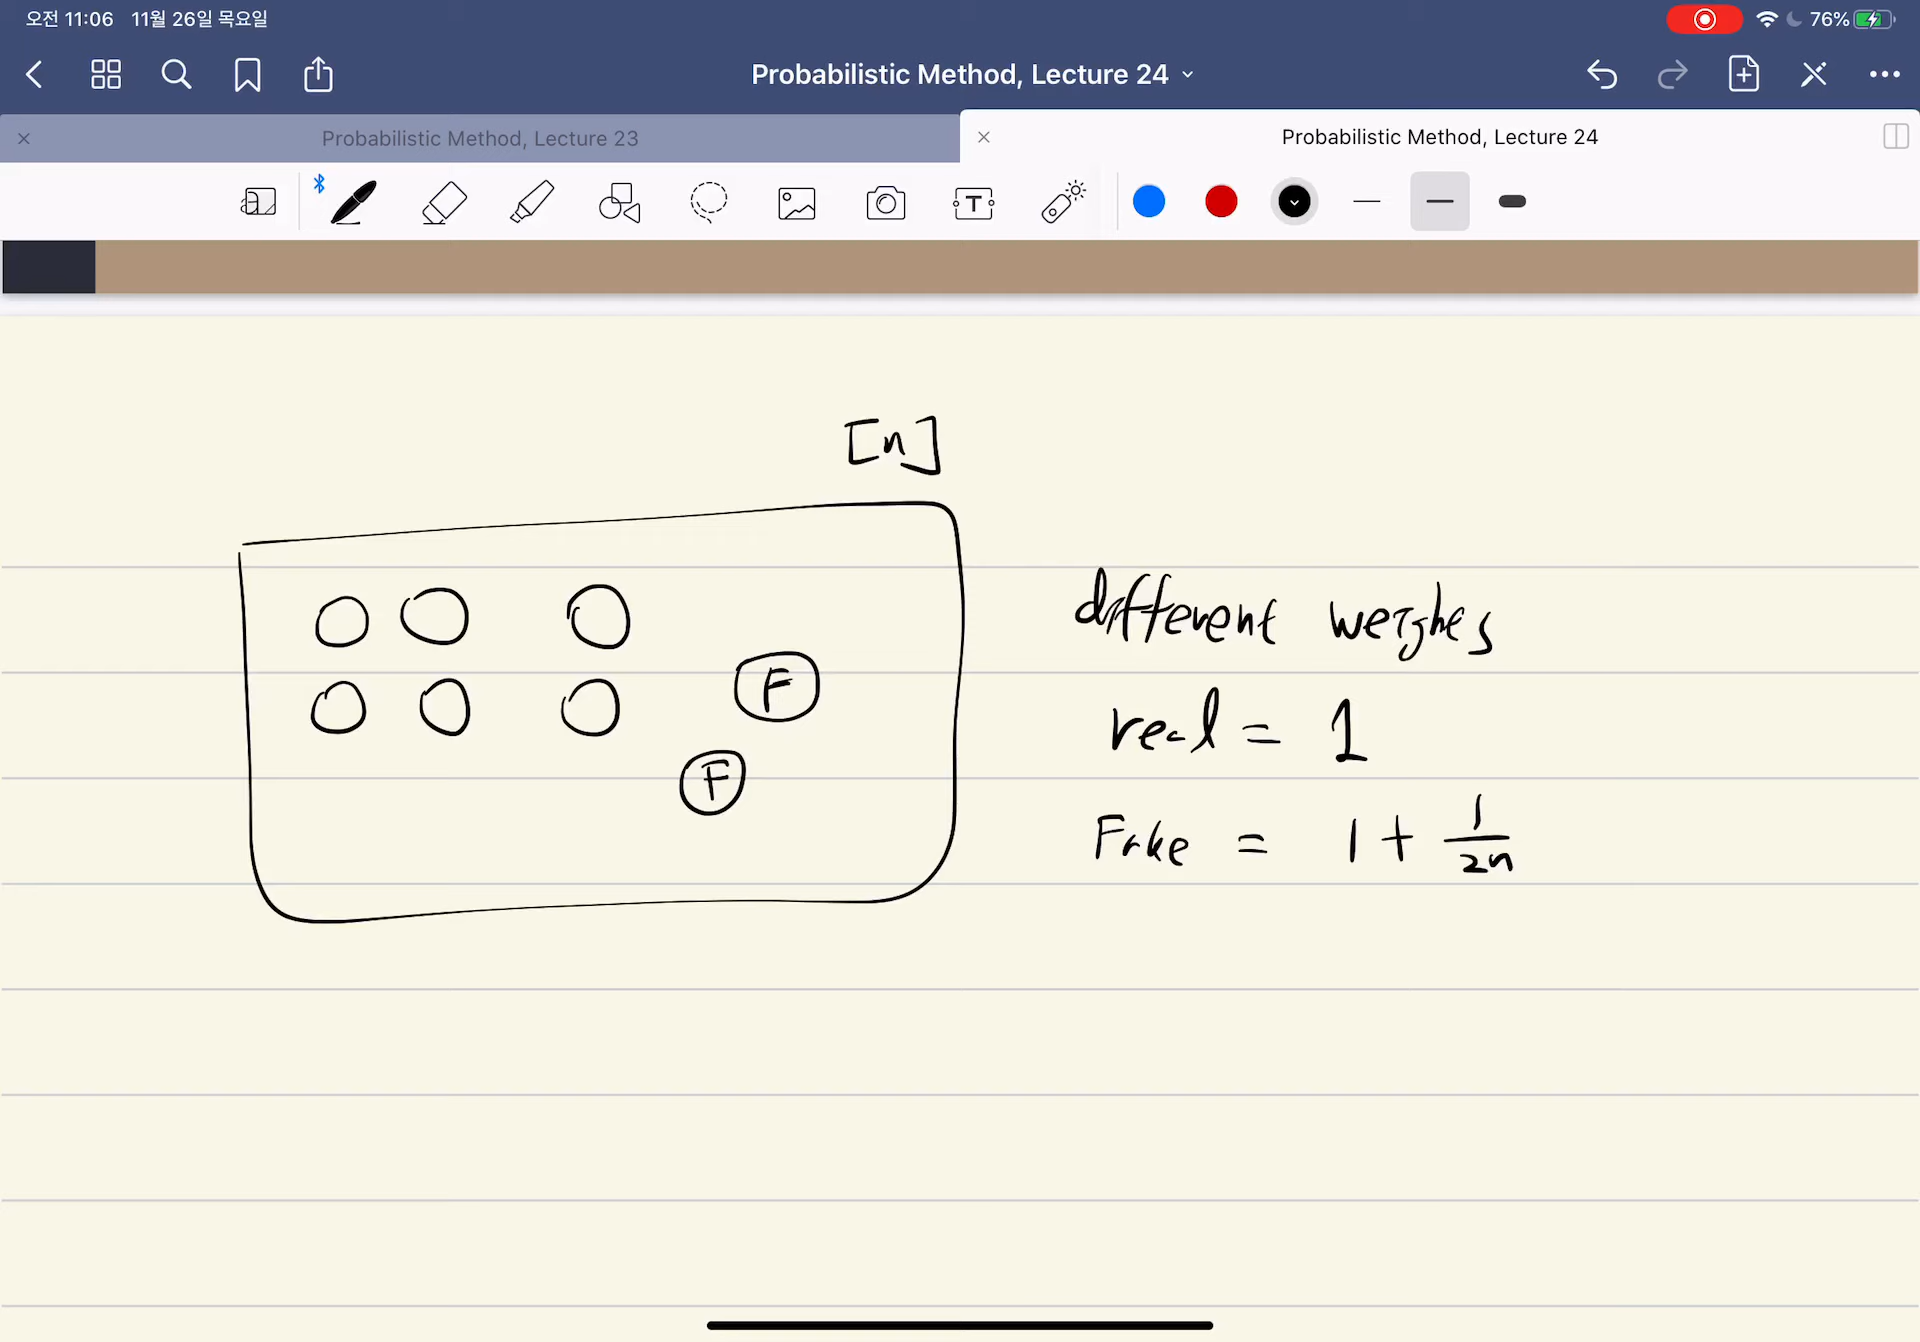 오전 11:06 11월 26일 목요일
76%
Probabilistic Method, Lecture 24
Probabilistic Method, Lecture 23
Probabilistic Method, Lecture 24
a
T
[n]
F
F
different weighes
real = 1
Fake = 1 + 1/2n